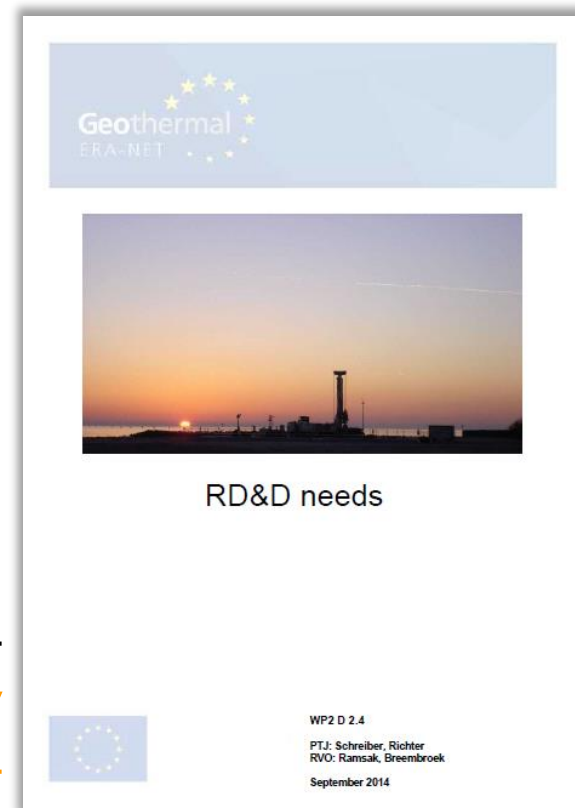 Geothermal
ERA-NET
RD&D needs
WP2 D 2.4
PTJ: Schreiber, Richter
RVO: Ramsak, Breembroek
September 2014